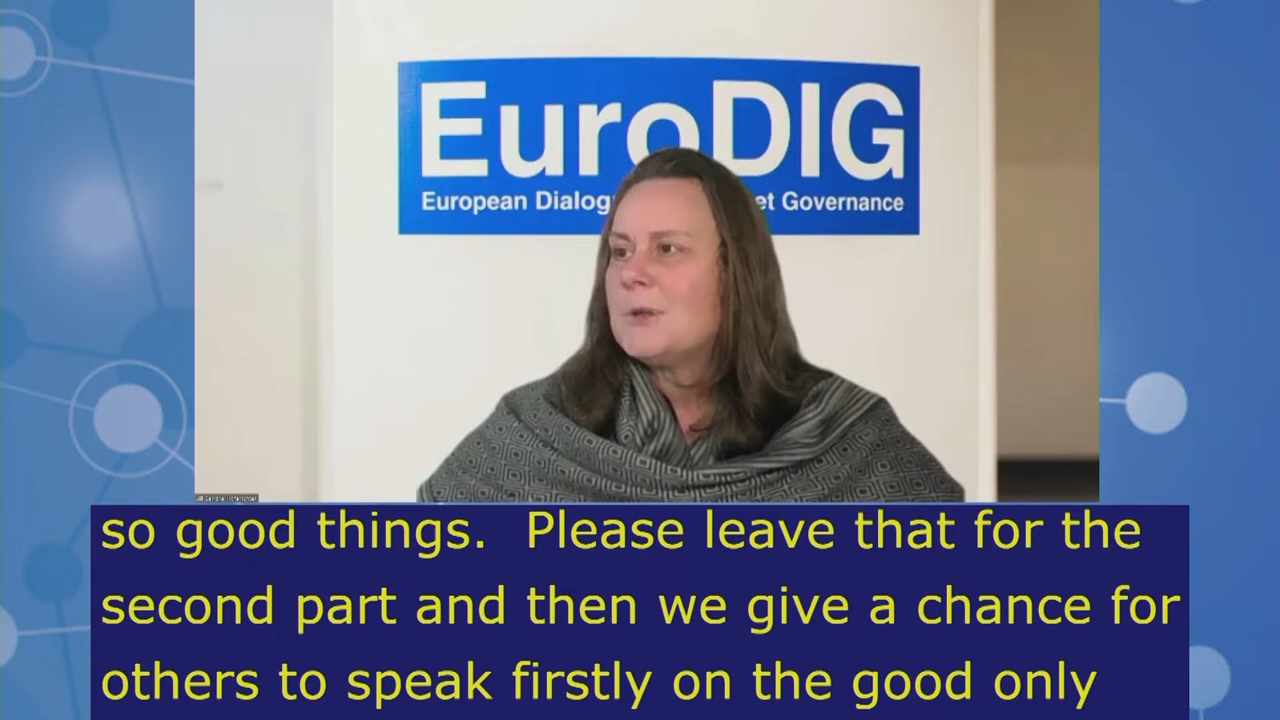 EuroDIG
European Dialog et Governance
so good things. Please leave that for the
second part and then we give a chance for
others to speak firstly on the good only